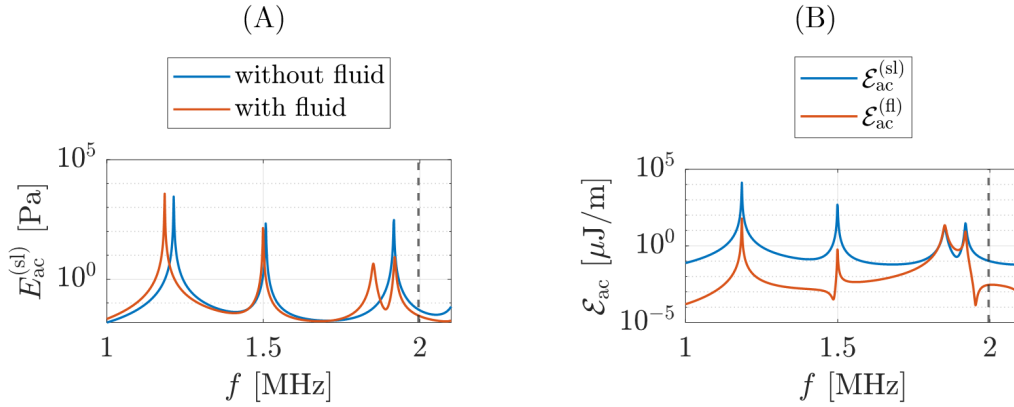 (A)
without fluid
with fluid
10^5
10^0
E_ac^(sl) [Pa]
1
1.5
2
f [MHz]
(B)
ℰ_ac^(sl)
ℰ_ac^(fl)
10^5
10^0
10^−5
ℰ_ac [μJ/m]
1
1.5
2
f [MHz]